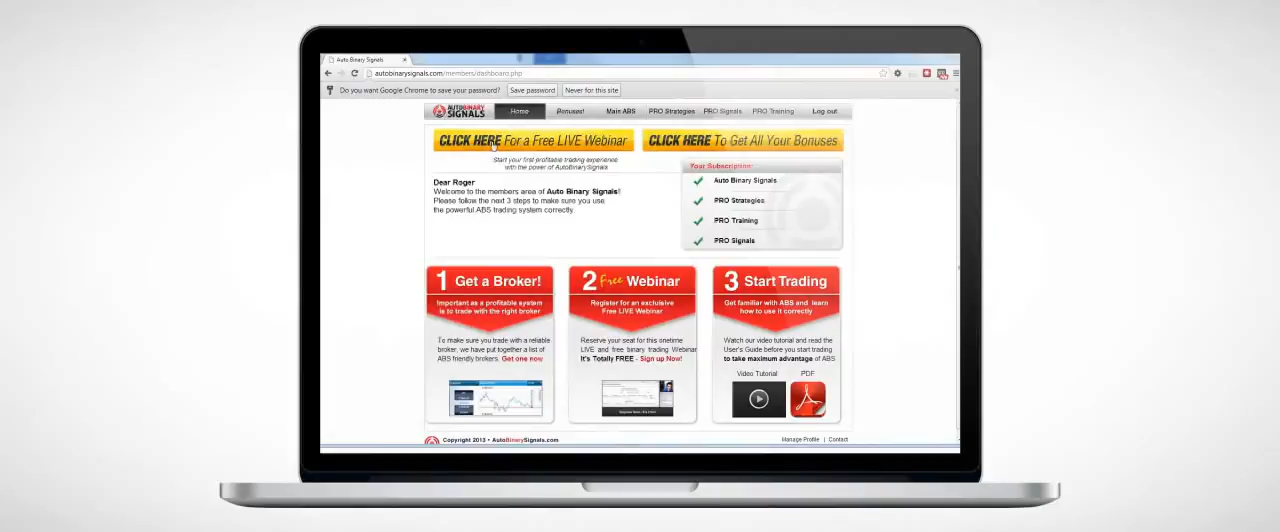 Auto Binary Signals
autobinarysignals.com/members/dashboard.php
Do you want Google Chrome to save your password? Save password Never for this site
AUTOBINARY
SIGNALS
Home Bonuses! Main ABS PRO Strategies PRO Signals PRO Training Log out
CLICK HERE For a Free LIVE Webinar
CLICK HERE To Get All Your Bonuses
Start your first profitable trading experience
with the power of AutoBinarySignals
Your Subscription:
Auto Binary Signals
PRO Strategies
PRO Training
PRO Signals
Dear Roger
Welcome to the members area of Auto Binary Signals!
Please follow the next 3 steps to make sure you use
the powerful ABS trading system correctly.
1 Get a Broker!
Important as a profitable system
is to trade with the right broker
To make sure you trade with a reliable
broker, we have put together a list of
ABS friendly brokers. Get one now
2 Free Webinar
Register for an exclusive
Free LIVE Webinar
Reserve your seat for this onetime
LIVE and free binary trading Webinar
It's Totally FREE - Sign up Now!
3 Start Trading
Get familiar with ABS and learn
how to use it correctly
Watch our video tutorial and read the
User's Guide before you start trading
to take maximum advantage of ABS
Video Tutorial PDF
Copyright 2013 • AutoBinarySignals.com
Manage Profile | Contact